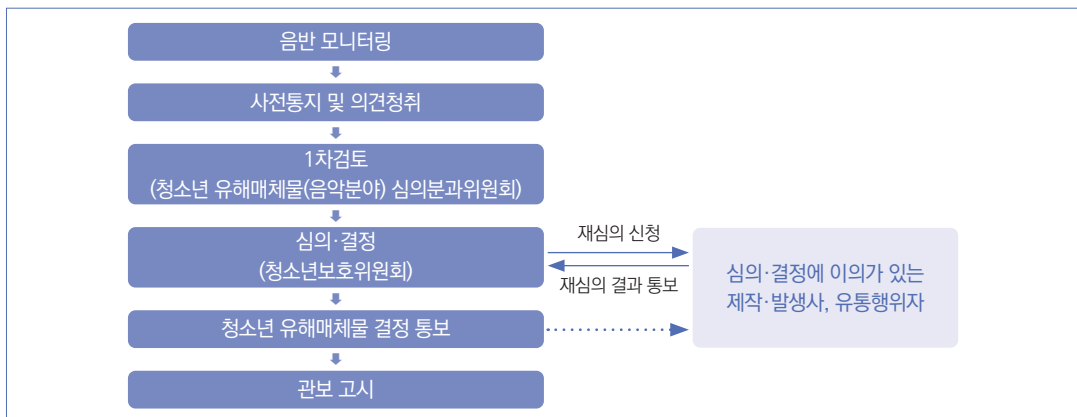 음반 모니터링
사전통지 및 의견청취
1차검토
(청소년 유해매체물(음악분야) 심의분과위원회)
심의·결정
(청소년보호위원회)
재심의 신청
재심의 결과 통보
심의·결정에 이의가 있는
제작·발생사, 유통행위자
청소년 유해매체물 결정 통보
관보 고시